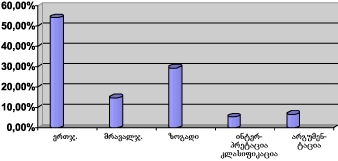 60,00%
50,00%
40,00%
30,00%
20,00%
10,00%
0,00%
ერთჯ.
მრავალჯ.
ზოგადი
ინტერ-
პრეტაცია
კლასიფიკაცია
არგუმენ-
ტაცია